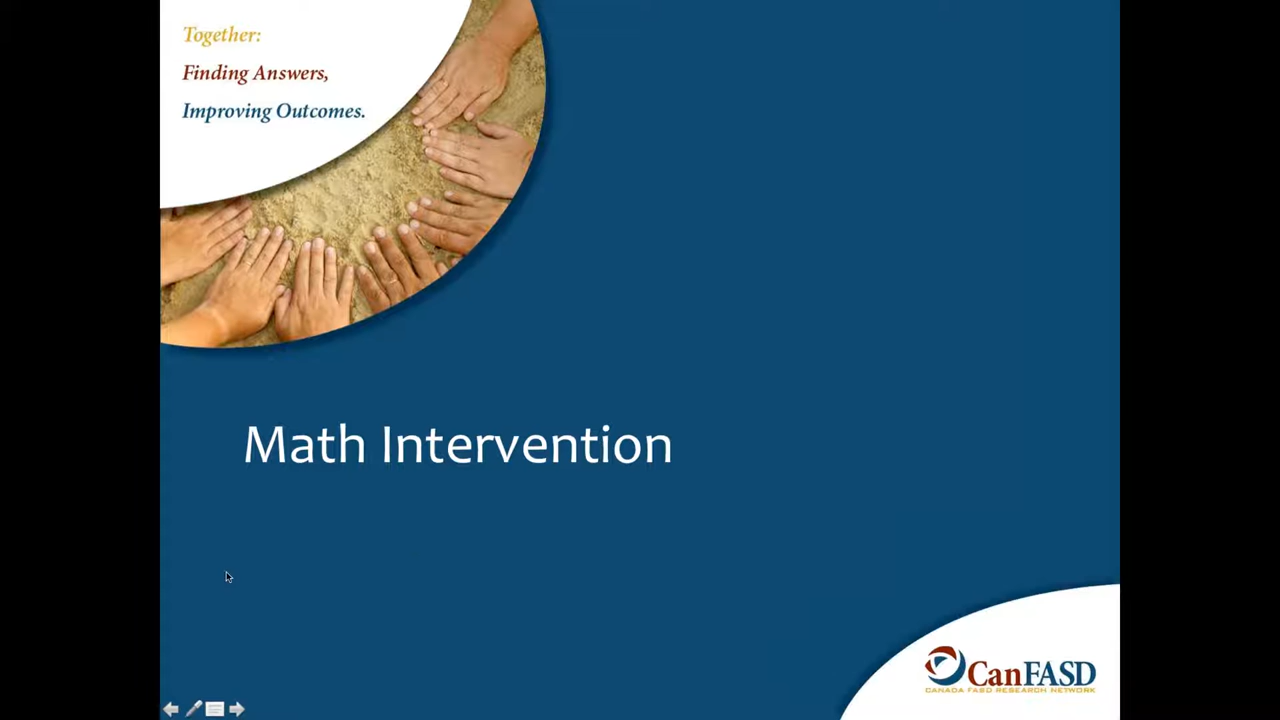 Together:
Finding Answers,
Improving Outcomes.
Math Intervention
CanFASD
CANADA FASD RESEARCH NETWORK